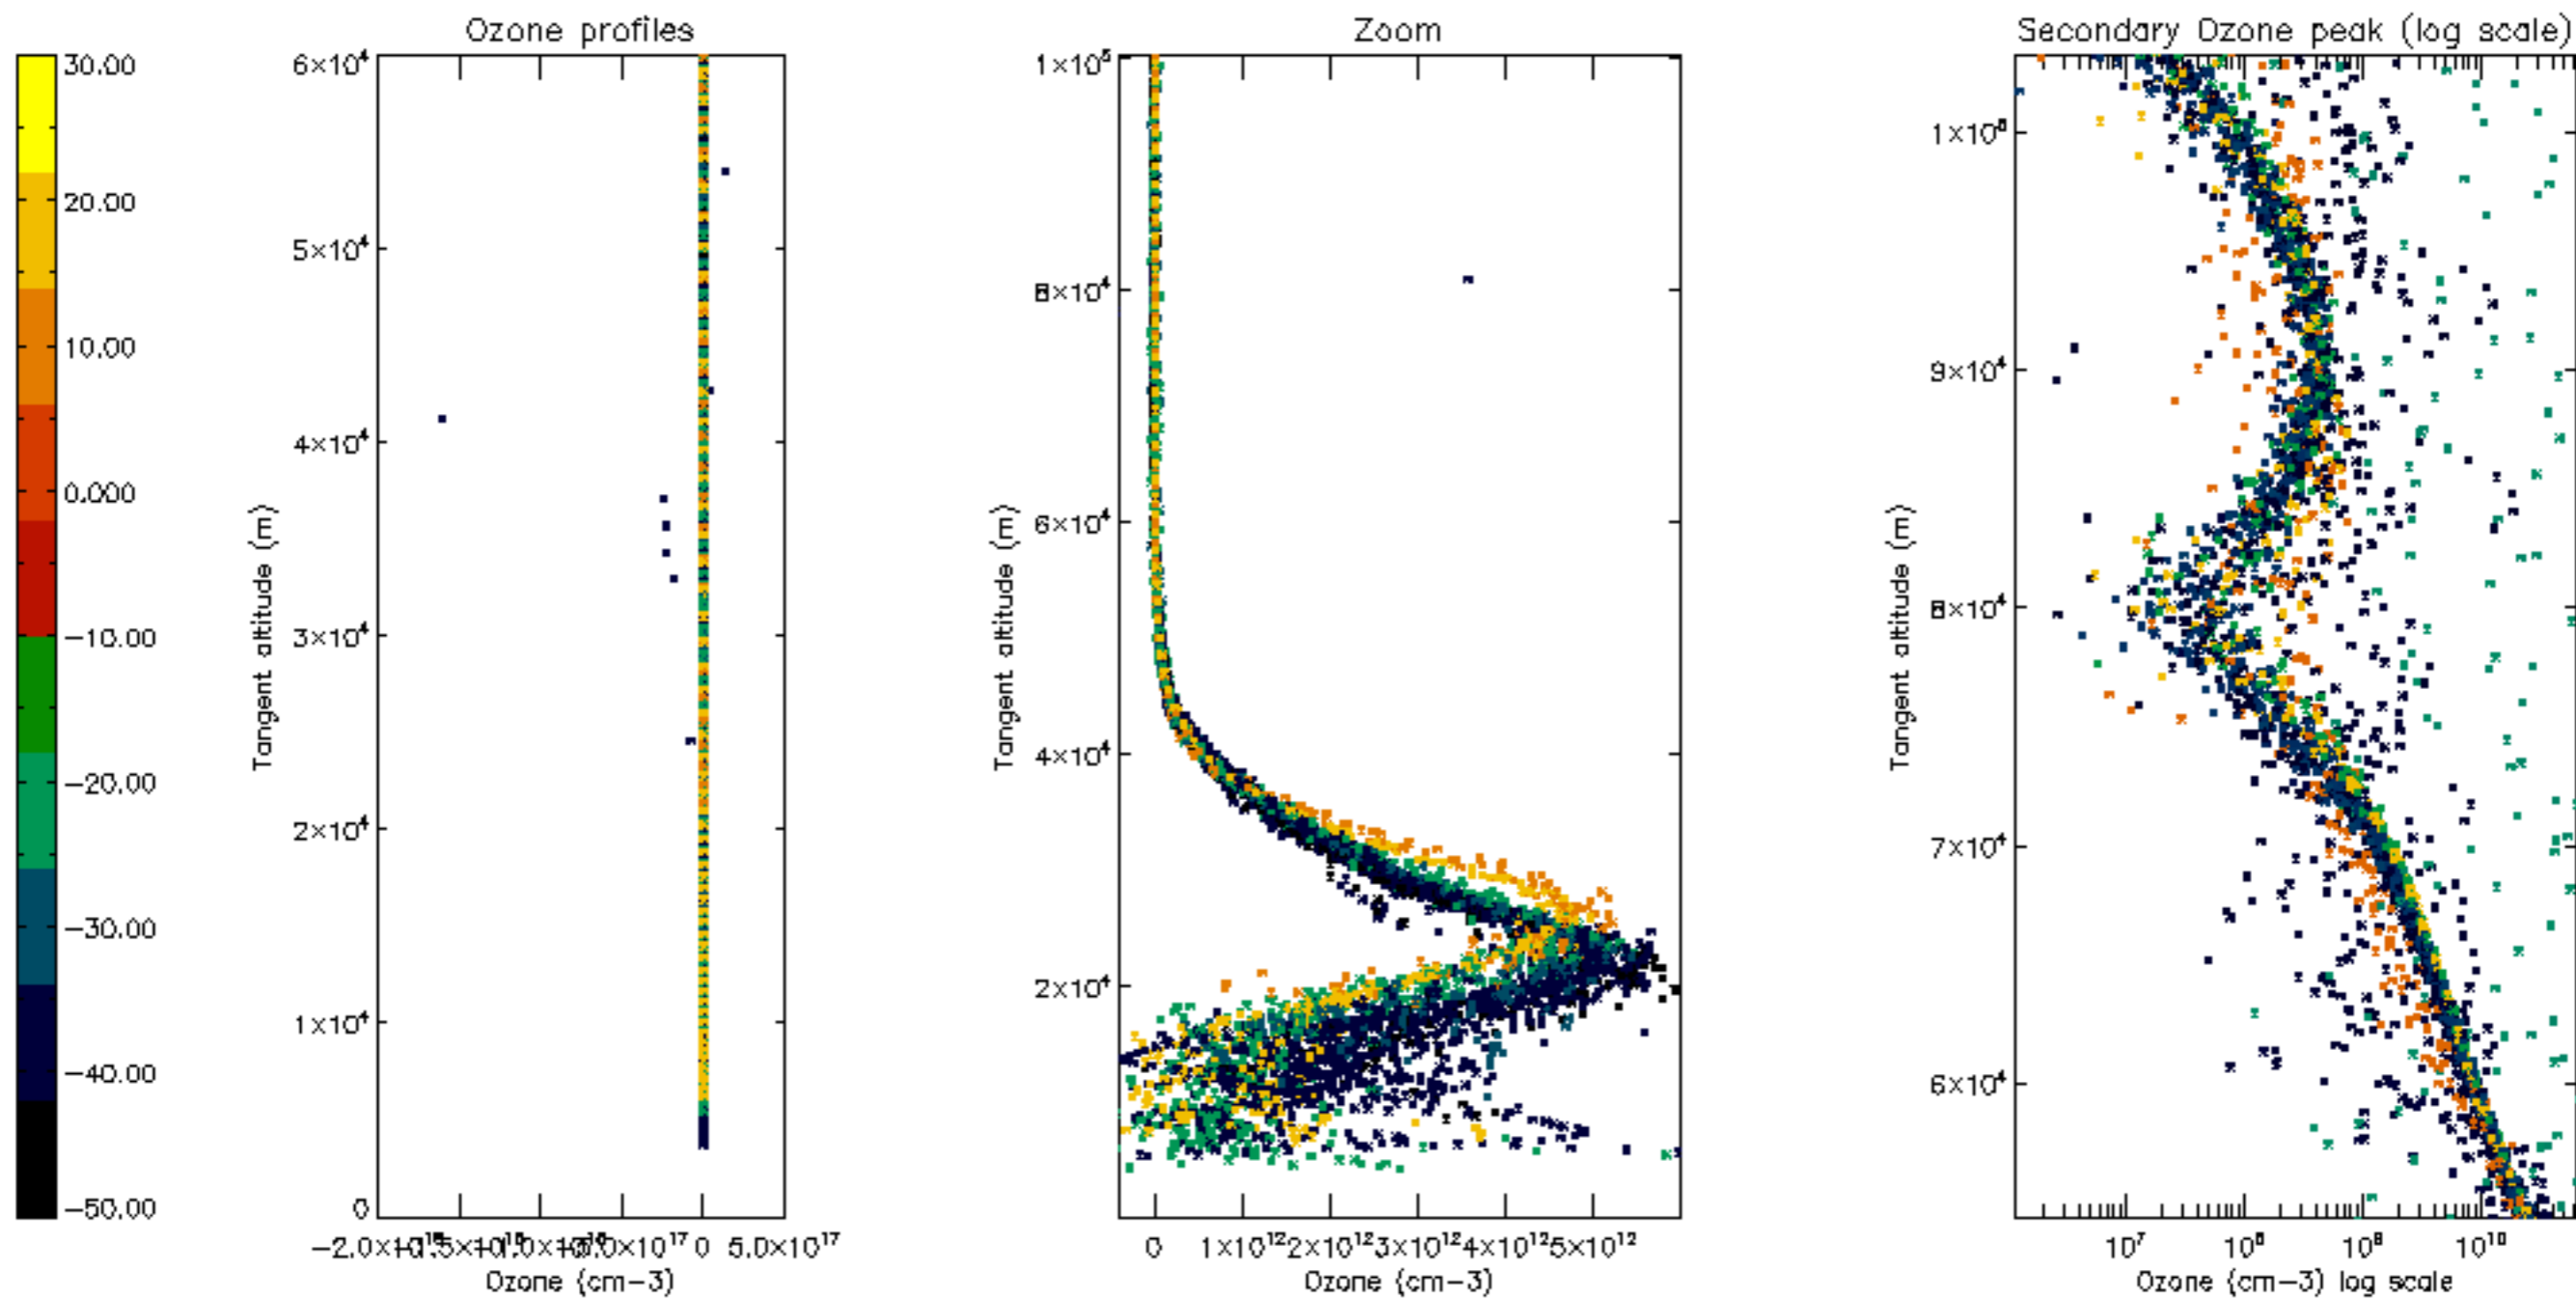 Ozone profiles
Zoom
Secondary Ozone peak (log scale)
30.00
20.00
10.00
0.000
−10.00
−20.00
−30.00
−40.00
−50.00
Tangent altitude (m)
6×10⁴
5×10⁴
4×10⁴
3×10⁴
2×10⁴
1×10⁴
0
0 5.0×10¹⁷
Ozone (cm−3)
Tangent altitude (m)
1×10⁵
8×10⁴
6×10⁴
4×10⁴
2×10⁴
0 1×10¹² 2×10¹² 3×10¹² 4×10¹² 5×10¹²
Ozone (cm−3)
Tangent altitude (m)
9×10⁴
8×10⁴
7×10⁴
6×10⁴
10⁷ 10⁸ 10⁹ 10¹⁰
Ozone (cm−3) log scale